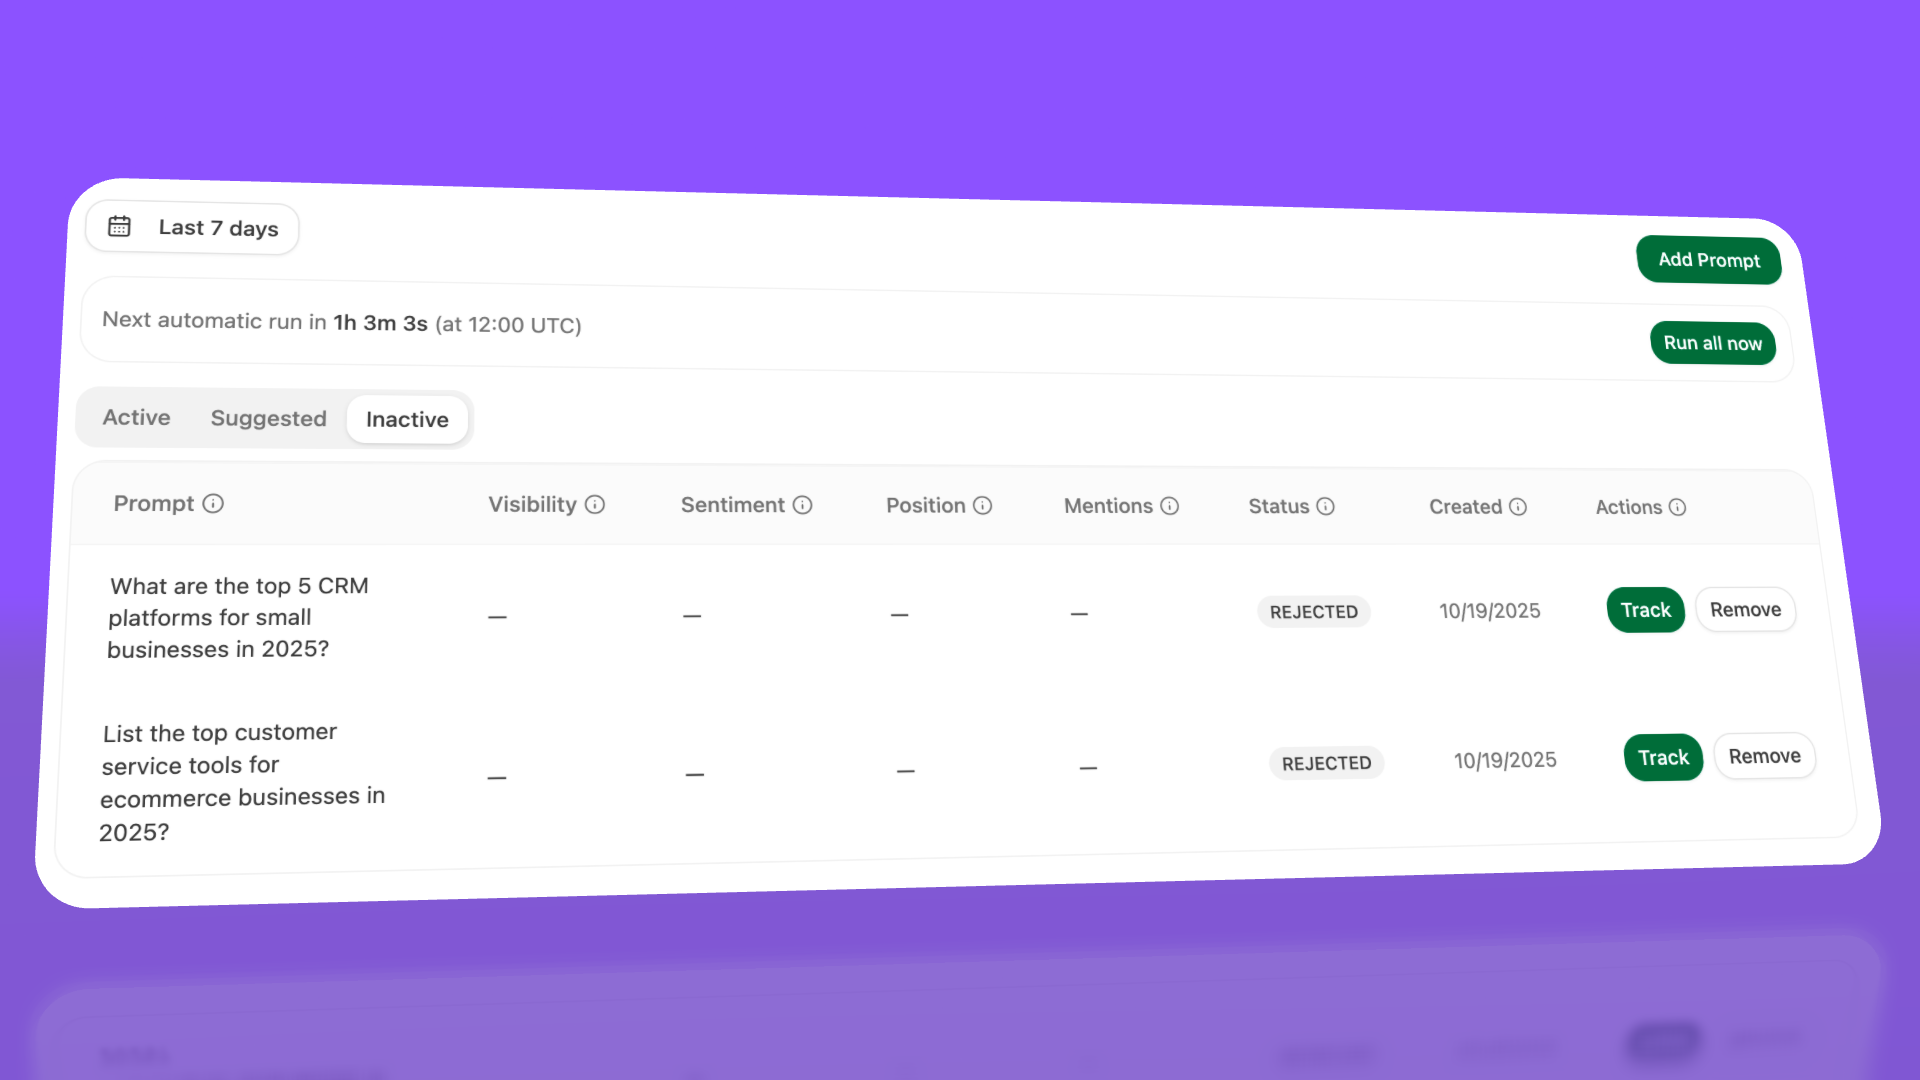 Last 7 days
Add Prompt
Next automatic run in 1h 3m 3s (at 12:00 UTC)
Run all now
Active Suggested Inactive
Prompt Visibility Sentiment Position Mentions Status Created Actions
What are the top 5 CRM
platforms for small
businesses in 2025?
— — — — REJECTED 10/19/2025 Track Remove
List the top customer
service tools for
ecommerce businesses in
2025?
— — — — REJECTED 10/19/2025 Track Remove